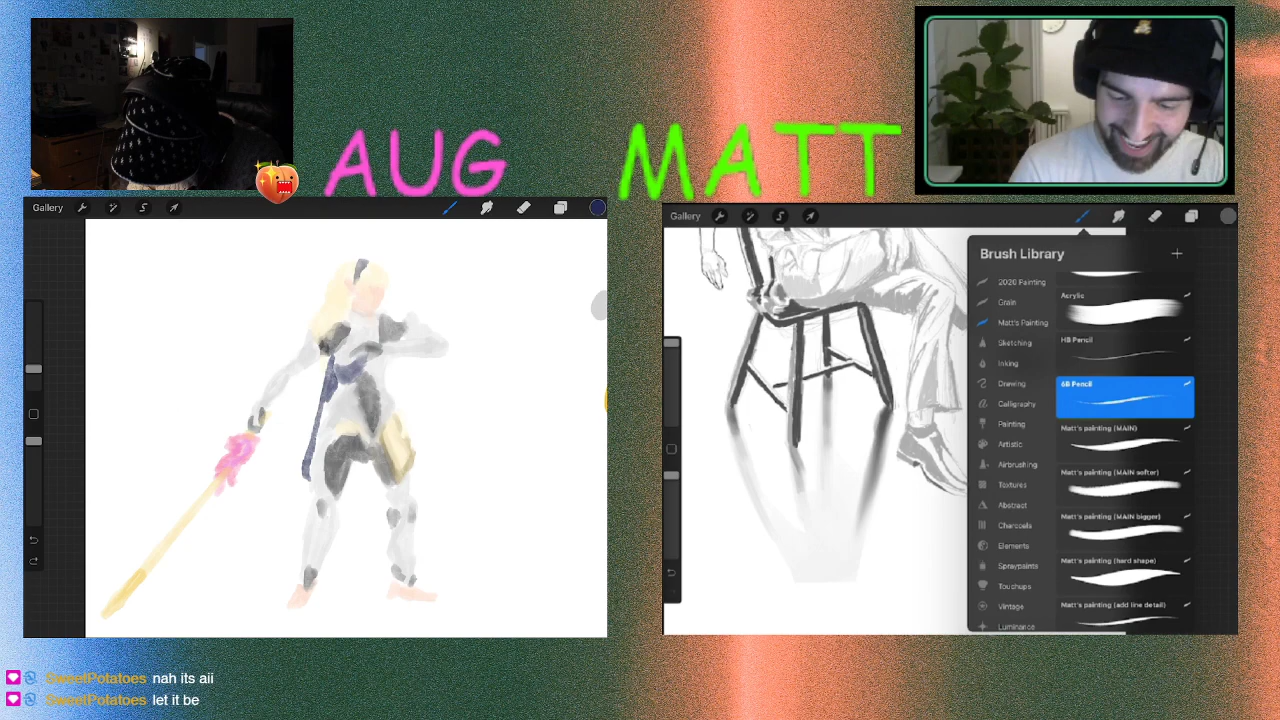 AUG
MATT
Gallery
Gallery
Brush Library
2020 Painting
Grain
Matt's Painting
Sketching
Inking
Drawing
Calligraphy
Painting
Artistic
Airbrushing
Textures
Abstract
Charcoals
Elements
Spraypaints
Touchups
Vintage
Luminance
Acrylic
HB Pencil
6B Pencil
Matt's painting (MAIN)
Matt's painting (MAIN softer)
Matt's painting (MAIN bigger)
Matt's painting (hard shape)
Matt's painting (add line detail)
SweetPotatoes nah its aii
SweetPotatoes let it be